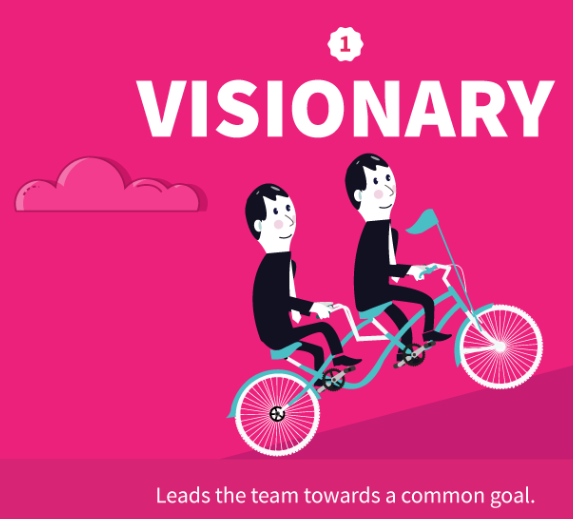 1
VISIONARY
Leads the team towards a common goal.